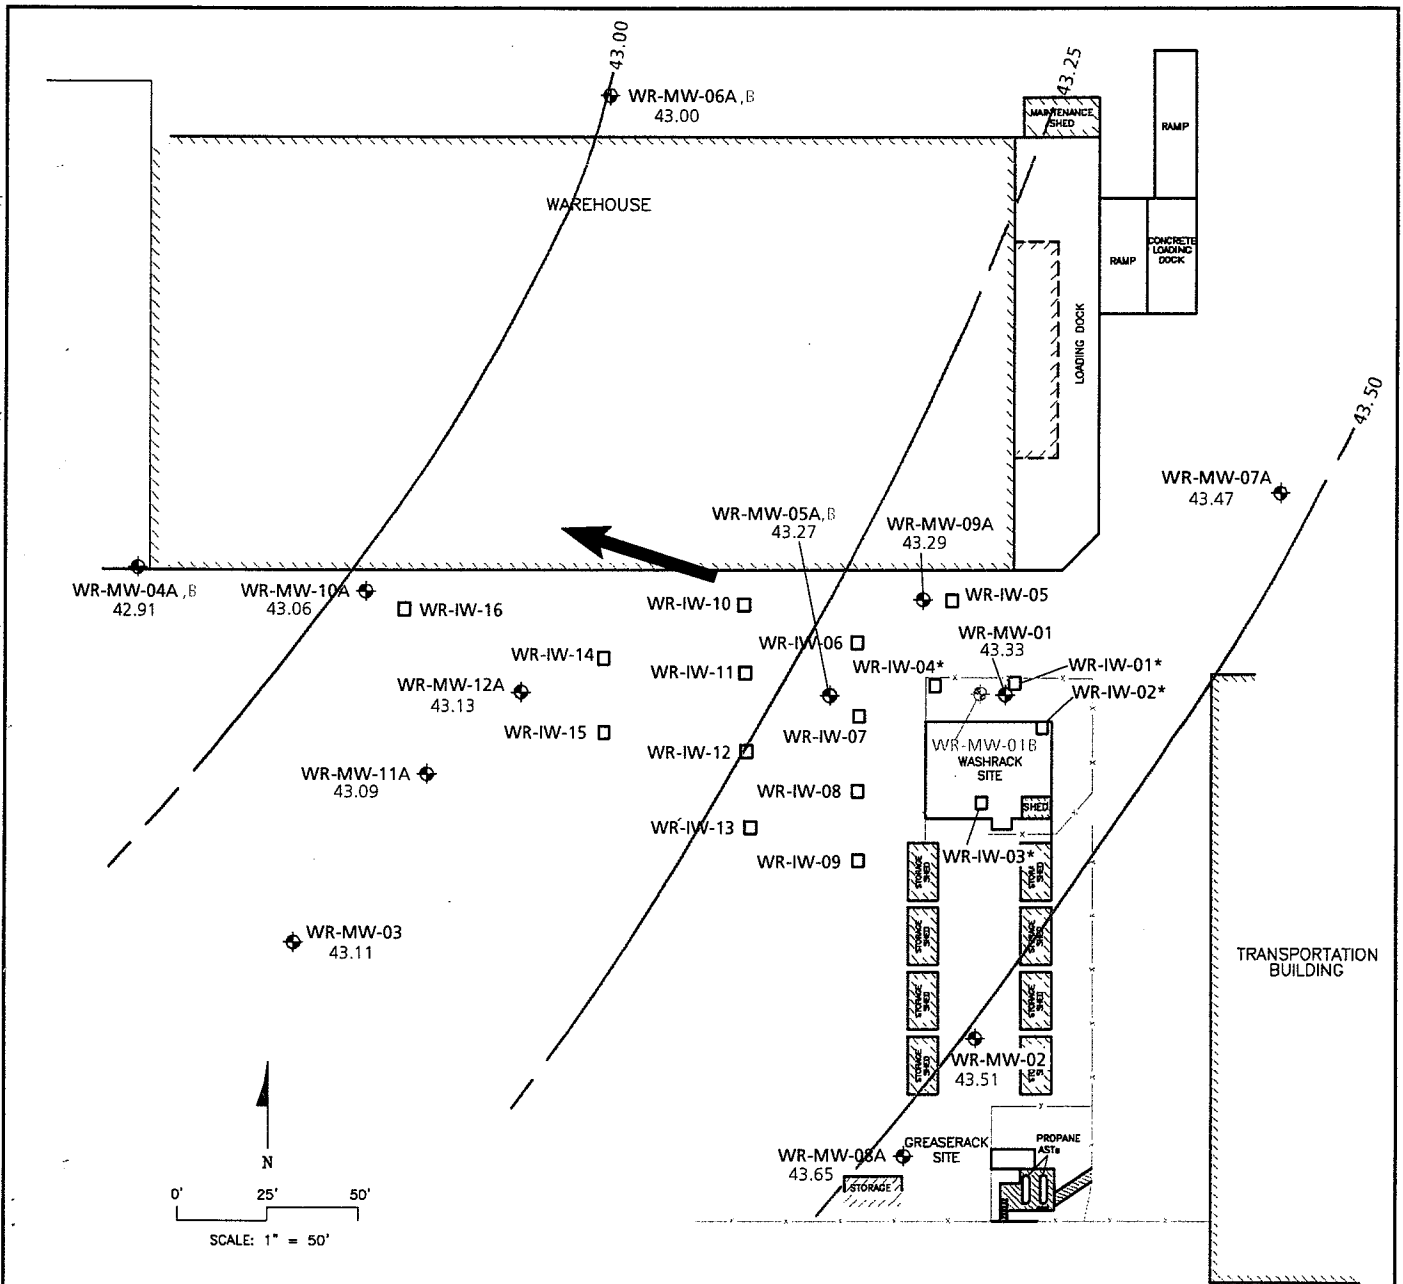 43.00
43.25
WR-MW-06A,B
43.00
MAINTENANCE
SHED
RAMP
WAREHOUSE
RAMP
CONCRETE
LOADING
DOCK
LOADING DOCK
43.50
WR-MW-07A
43.47
WR-MW-05A,B
43.27
WR-MW-09A
43.29
WR-MW-04A,B
42.91
WR-MW-10A
43.06
WR-IW-16
WR-IW-10
WR-IW-05
WR-IW-06
WR-MW-01
43.33
WR-IW-14
WR-IW-11
WR-IW-04*
WR-IW-01*
WR-MW-12A
43.13
WR-IW-02*
WR-IW-15
WR-IW-07
WR-IW-12
WR-MW-01B
WASHRACK
SITE
WR-MW-11A
43.09
WR-IW-08
SHED
WR-IW-13
WR-IW-09
WR-IW-03*
STORAGE
SHED
STORAGE
SHED
STORAGE
SHED
STORAGE
SHED
STORAGE
SHED
STORAGE
SHED
WR-MW-03
43.11
TRANSPORTATION
BUILDING
WR-MW-02
43.51
WR-MW-08A
43.65
GREASERACK
SITE
PROPANE
ASTs
STORAGE
N
0' 25' 50'
SCALE: 1" = 50'